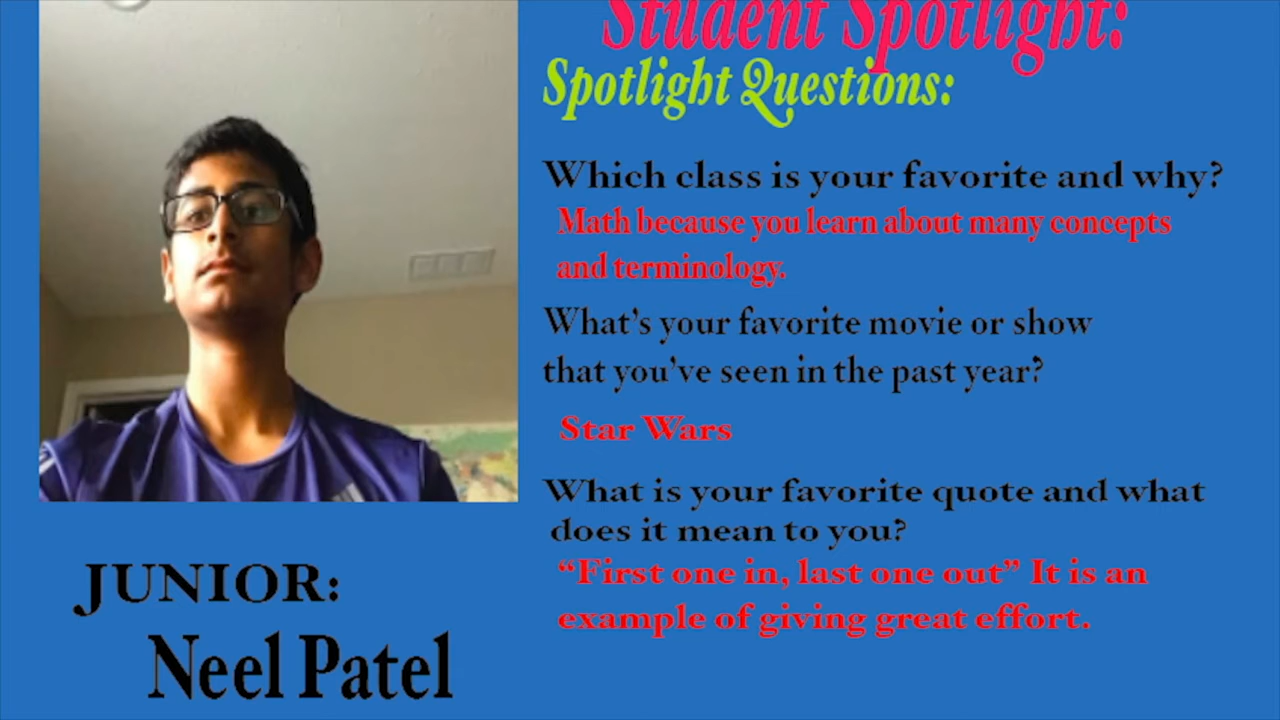 Student Spotlight:
Spotlight Questions:
Which class is your favorite and why?
Math because you learn about many concepts
and terminology.
What's your favorite movie or show
that you've seen in the past year?
Star Wars
What is your favorite quote and what
does it mean to you?
“First one in, last one out” It is an
example of giving great effort.
JUNIOR:
Neel Patel